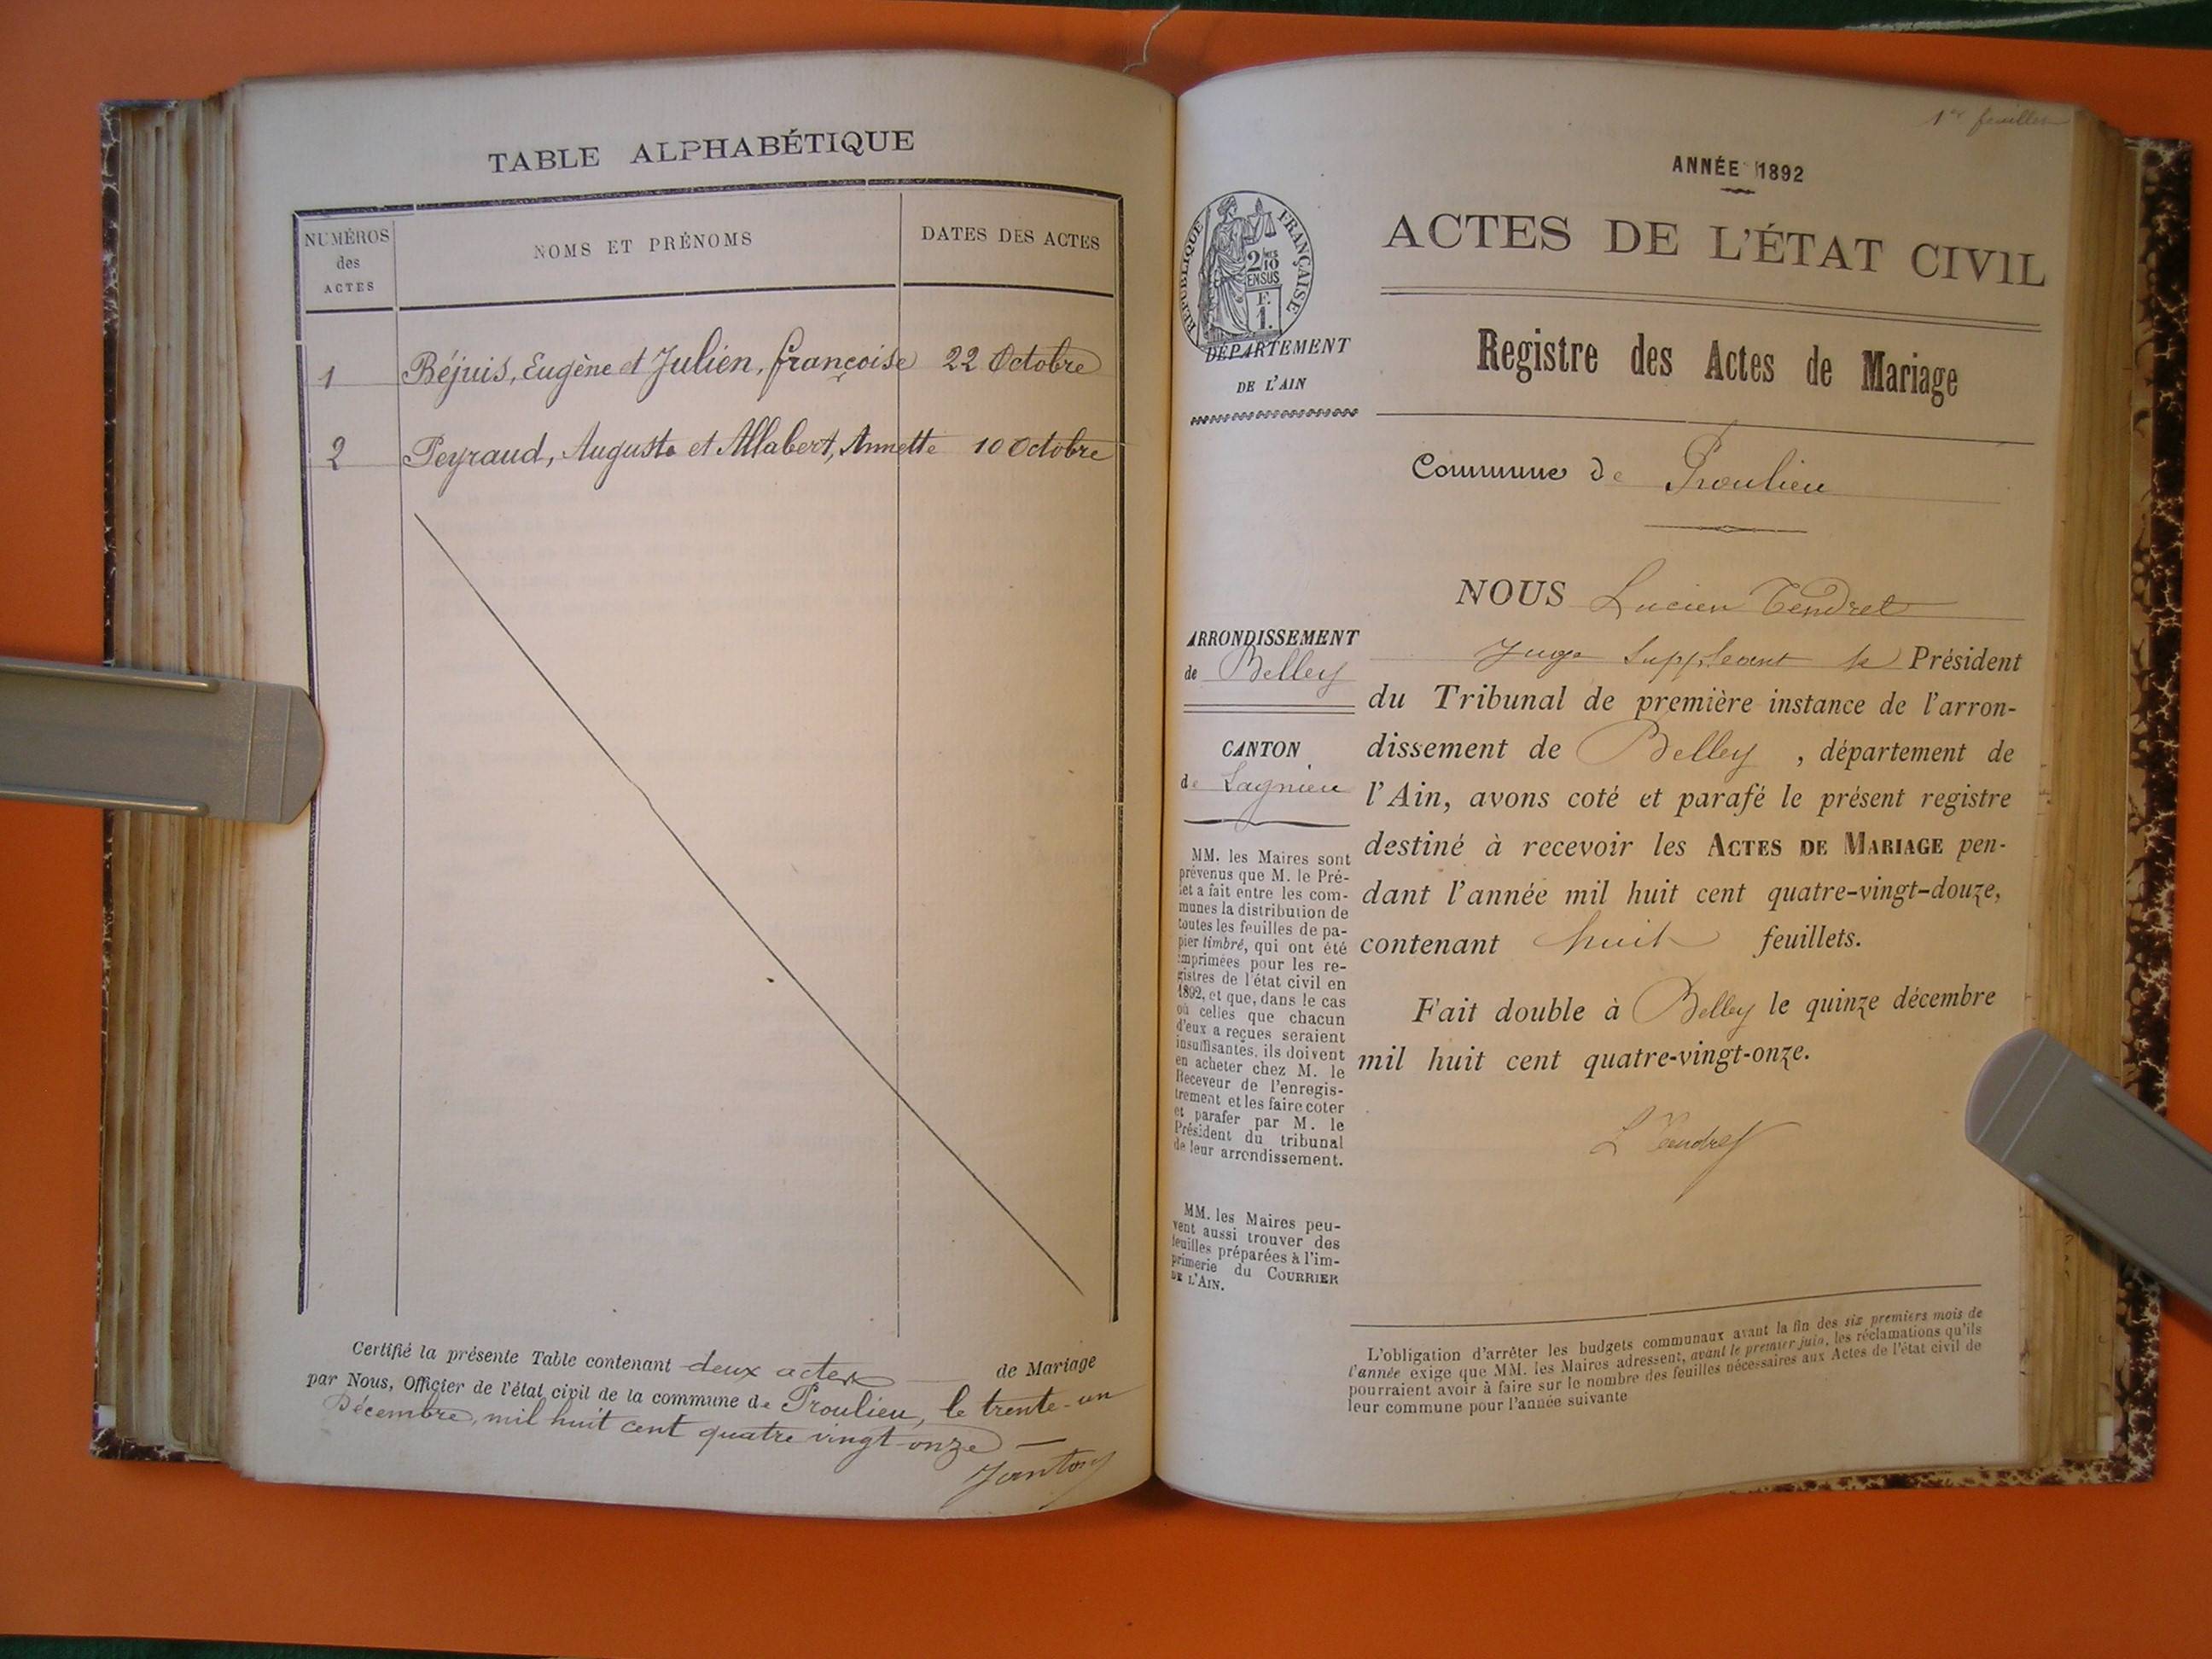 TABLE ALPHABÉTIQUE
NUMÉROS
des
ACTES
NOMS ET PRÉNOMS
DATES DES ACTES
1 Béjuis, Eugène et Julien, françoise 22 Octobre
2 Peyraud, Auguste et Allabert, Annette 10 Octobre
Certifié la présente Table contenant deux actes de Mariage
par Nous, Officier de l'état civil de la commune de Proulieu, le trente-un
Décembre, mil huit cent quatre vingt-onze
Janton
1er feuillet
ANNÉE 1892
ACTES DE L'ÉTAT CIVIL
RÉPUBLIQUE FRANÇAISE
2/10
EN SUS
F.
1.
DÉPARTEMENT
DE L'AIN
Registre des Actes de Mariage
Commune de Proulieu
ARRONDISSEMENT
de Belley
CANTON
de Lagnieu
MM. les Maires sont
prévenus que M. le Pré-
fet a fait entre les com-
munes la distribution de
toutes les feuilles de pa-
pier timbré, qui ont été
imprimées pour les re-
gistres de l'état civil en
1892, et que, dans le cas
où celles que chacun
d'eux a reçues seraient
insuffisantes, ils doivent
en acheter chez M. le
Receveur de l'enregis-
trement et les faire coter
et parafer par M. le
Président du tribunal
de leur arrondissement.
MM. les Maires peu-
vent aussi trouver des
feuilles préparées à l'im-
primerie du COURRIER
DE L'AIN.
NOUS Lucien Tendret
Juge Suppléant le Président
du Tribunal de première instance de l'arron-
dissement de Belley, département de
l'Ain, avons coté et parafé le présent registre
destiné à recevoir les ACTES DE MARIAGE pen-
dant l'année mil huit cent quatre-vingt-douze,
contenant huit feuillets.
Fait double à Belley le quinze décembre
mil huit cent quatre-vingt-onze.
L Tendret
L'obligation d'arrêter les budgets communaux avant la fin des six premiers mois de
l'année exige que MM. les Maires adressent, avant le premier juin, les réclamations qu'ils
pourraient avoir à faire sur le nombre des feuilles nécessaires aux Actes de l'état civil de
leur commune pour l'année suivante